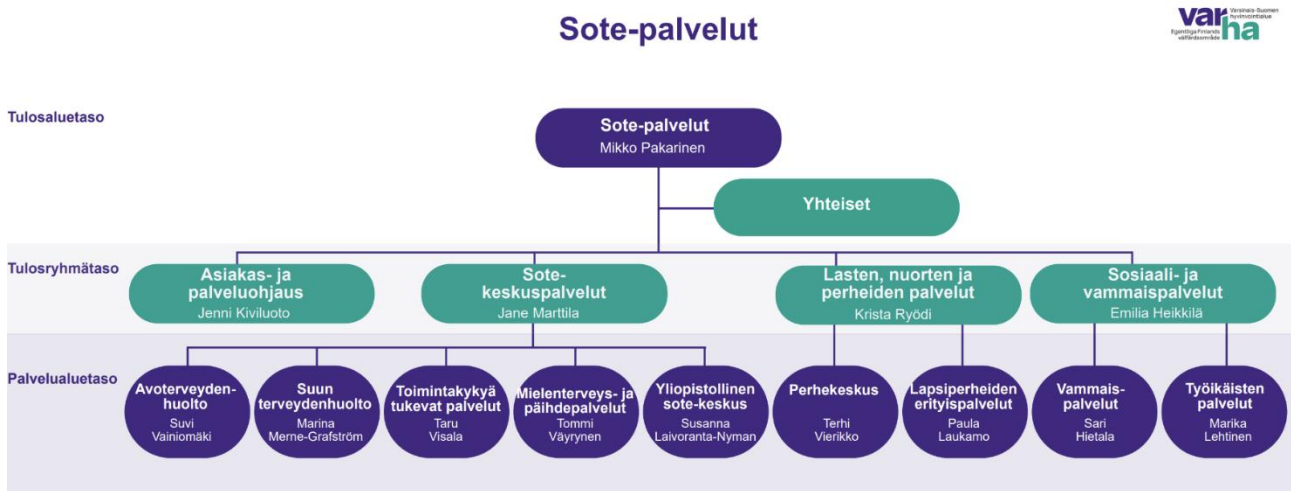 Sote-palvelut
varha
Varsinais-Suomen
hyvinvointialue
Egentliga Finlands
välfärdsområde
Tulosaluetaso
Sote-palvelut
Mikko Pakarinen
Yhteiset
Tulosryhmätaso
Asiakas- ja
palveluohjaus
Jenni Kiviluoto
Sote-
keskuspalvelut
Jane Marttila
Lasten, nuorten ja
perheiden palvelut
Krista Ryödi
Sosiaali- ja
vammaispalvelut
Emilia Heikkilä
Palvelualuetaso
Avoterveyden-
huolto
Suvi
Vainiomäki
Suun
terveydenhuolto
Marina
Merne-Grafström
Toimintakykyä
tukevat palvelut
Taru
Visala
Mielenterveys- ja
päihdepalvelut
Tommi
Väyrynen
Yliopistollinen
sote-keskus
Susanna
Laivoranta-Nyman
Perhekeskus
Terhi
Vierikko
Lapsiperheiden
erityispalvelut
Paula
Laukamo
Vammais-
palvelut
Sari
Hietala
Työikäisten
palvelut
Marika
Lehtinen